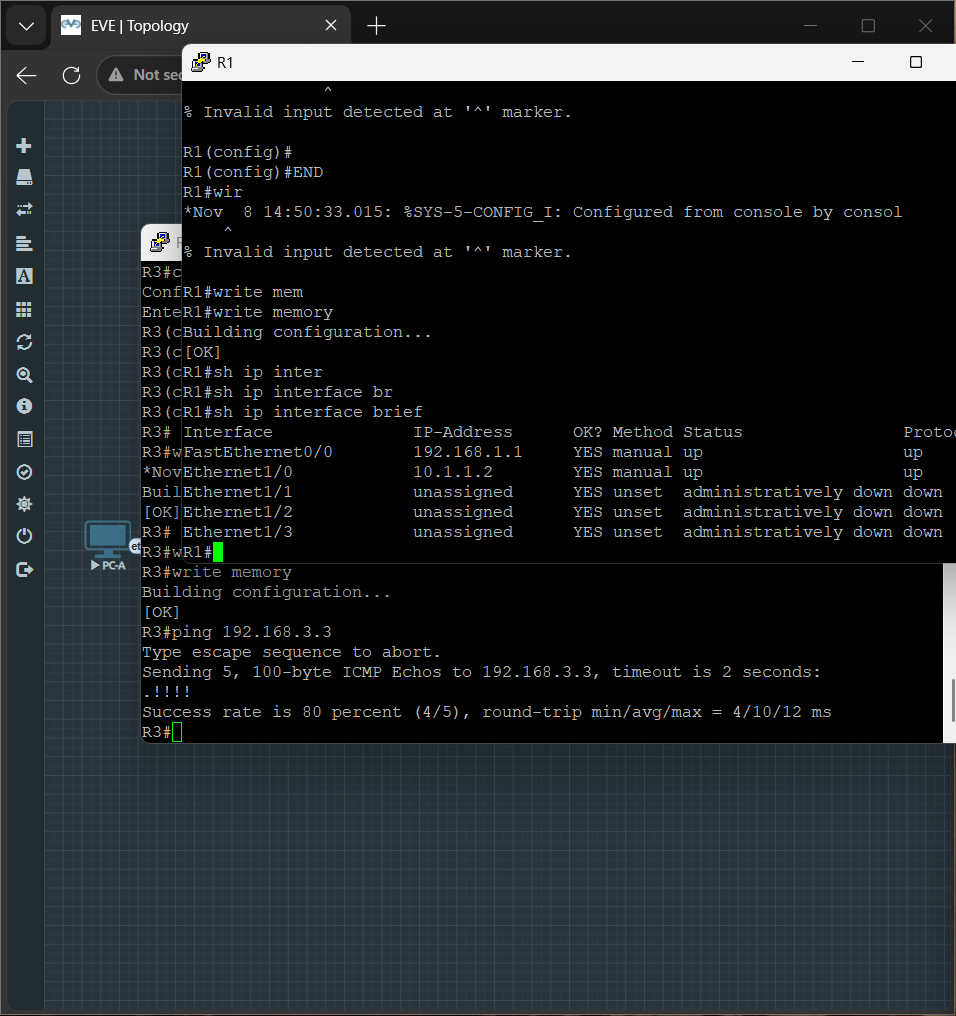 EVE | Topology
Not sec
R1
^
% Invalid input detected at '^' marker.
R1(config)#
R1(config)#END
R1#wir
*Nov  8 14:50:33.015: %SYS-5-CONFIG_I: Configured from console by consol
^
% Invalid input detected at '^' marker.
R1#write mem
R1#write memory
Building configuration...
[OK]
R1#sh ip inter
R1#sh ip interface br
R1#sh ip interface brief
Interface IP-Address OK? Method Status Protoc
FastEthernet0/0 192.168.1.1 YES manual up up
Ethernet1/0 10.1.1.2 YES manual up up
Ethernet1/1 unassigned YES unset administratively down down
Ethernet1/2 unassigned YES unset administratively down down
Ethernet1/3 unassigned YES unset administratively down down
R1#
R3#c
Conf
Ente
R3(c
R3(c
R3(c
R3(c
R3(c
R3#
R3#w
*Nov
Buil
[OK]
R3#
R3#w
R3#write memory
Building configuration...
[OK]
R3#ping 192.168.3.3
Type escape sequence to abort.
Sending 5, 100-byte ICMP Echos to 192.168.3.3, timeout is 2 seconds:
.!!!!
Success rate is 80 percent (4/5), round-trip min/avg/max = 4/10/12 ms
R3#
et
PC-A